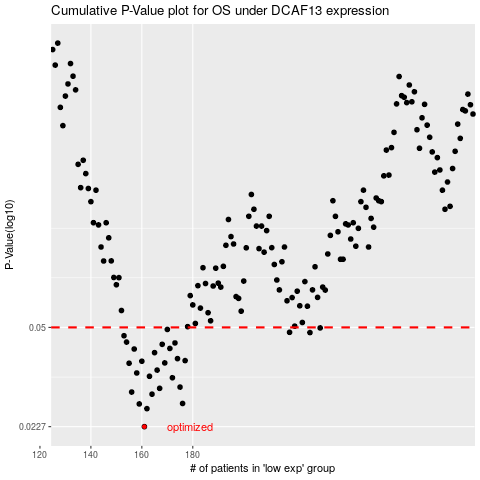 Cumulative P-Value plot for OS under DCAF13 expression
P-Value(log10)
0.05
0.0227
optimized
120 140 160 180
# of patients in 'low exp' group